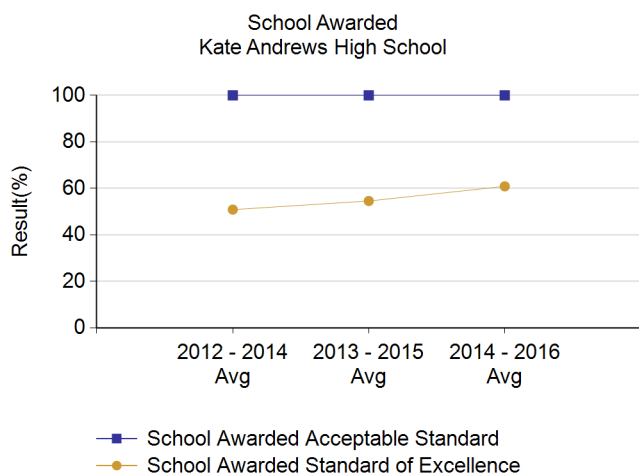 School Awarded
Kate Andrews High School
Result(%)
100
80
60
40
20
0
2012 - 2014 Avg
2013 - 2015 Avg
2014 - 2016 Avg
School Awarded Acceptable Standard
School Awarded Standard of Excellence